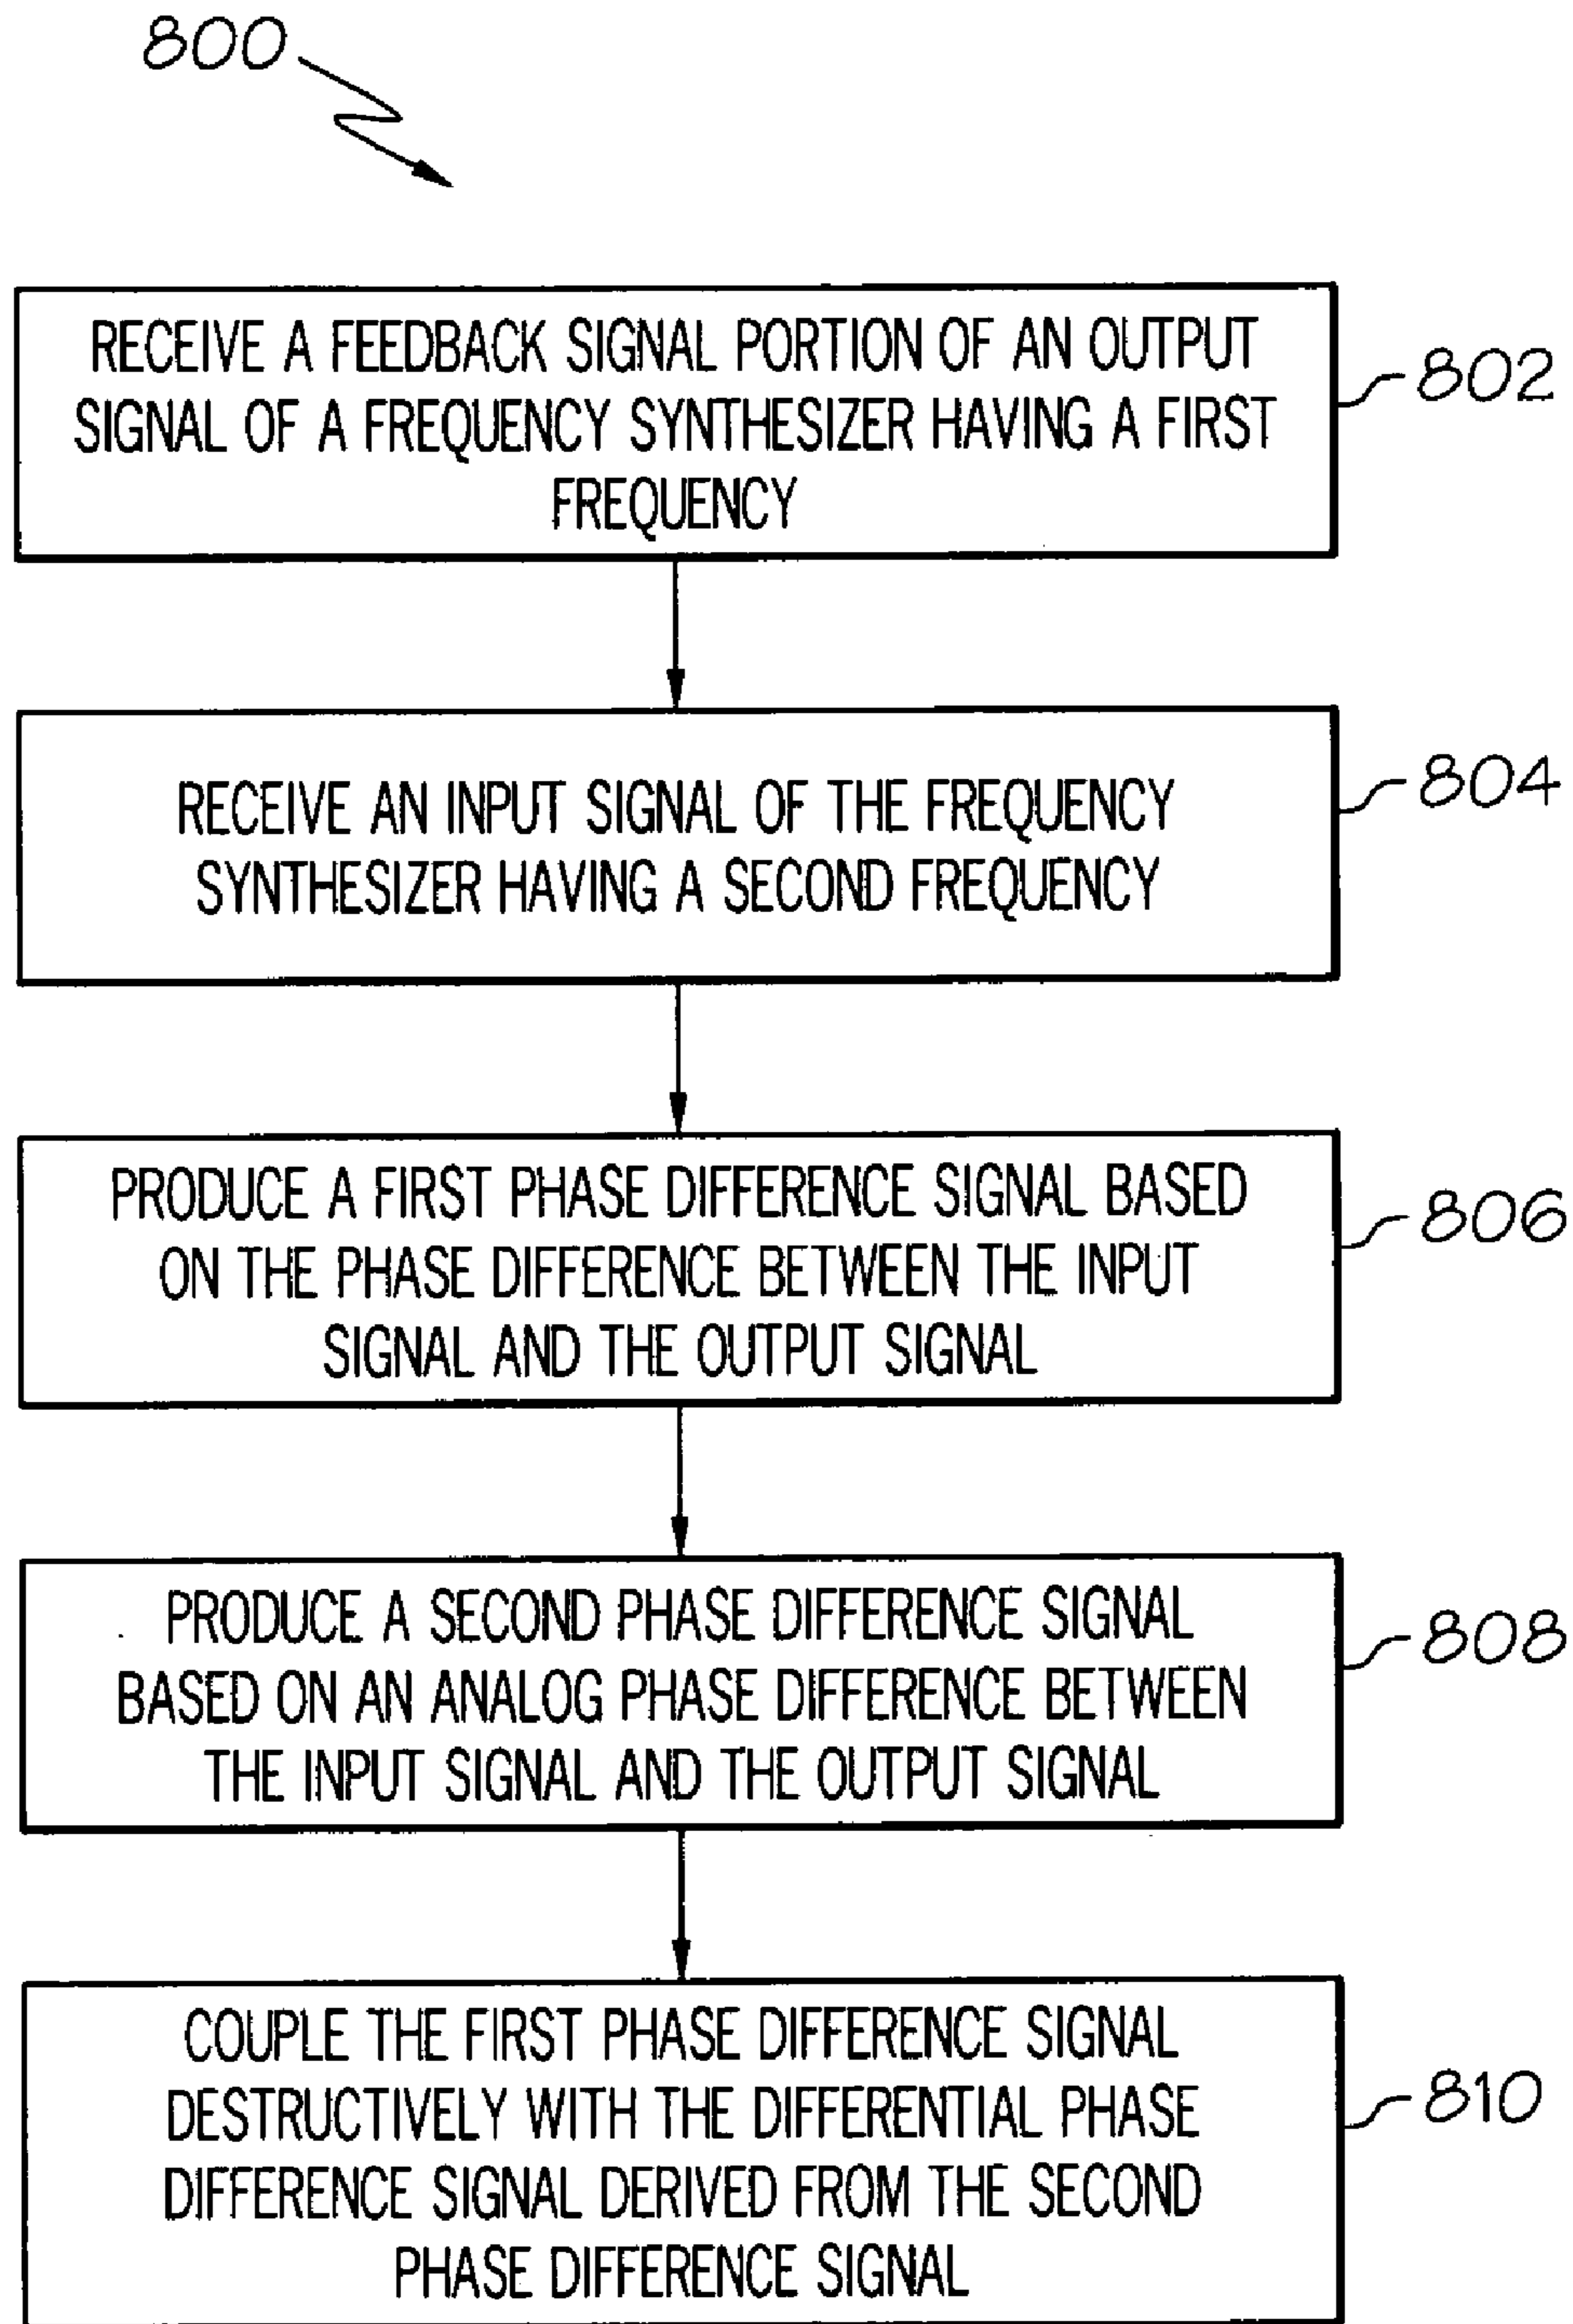 800
RECEIVE A FEEDBACK SIGNAL PORTION OF AN OUTPUT
SIGNAL OF A FREQUENCY SYNTHESIZER HAVING A FIRST
FREQUENCY
802
RECEIVE AN INPUT SIGNAL OF THE FREQUENCY
SYNTHESIZER HAVING A SECOND FREQUENCY
804
PRODUCE A FIRST PHASE DIFFERENCE SIGNAL BASED
ON THE PHASE DIFFERENCE BETWEEN THE INPUT
SIGNAL AND THE OUTPUT SIGNAL
806
PRODUCE A SECOND PHASE DIFFERENCE SIGNAL
BASED ON AN ANALOG PHASE DIFFERENCE BETWEEN
THE INPUT SIGNAL AND THE OUTPUT SIGNAL
808
COUPLE THE FIRST PHASE DIFFERENCE SIGNAL
DESTRUCTIVELY WITH THE DIFFERENTIAL PHASE
DIFFERENCE SIGNAL DERIVED FROM THE SECOND
PHASE DIFFERENCE SIGNAL
810